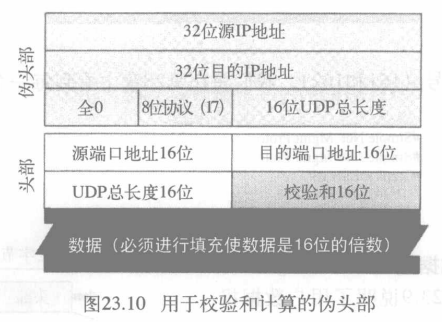 伪头部
32位源IP地址
32位目的IP地址
全0 8位协议（17） 16位UDP总长度
头部
源端口地址16位 目的端口地址16位
UDP总长度16位 校验和16位
数据（必须进行填充使数据是16位的倍数）
图23.10 用于校验和计算的伪头部